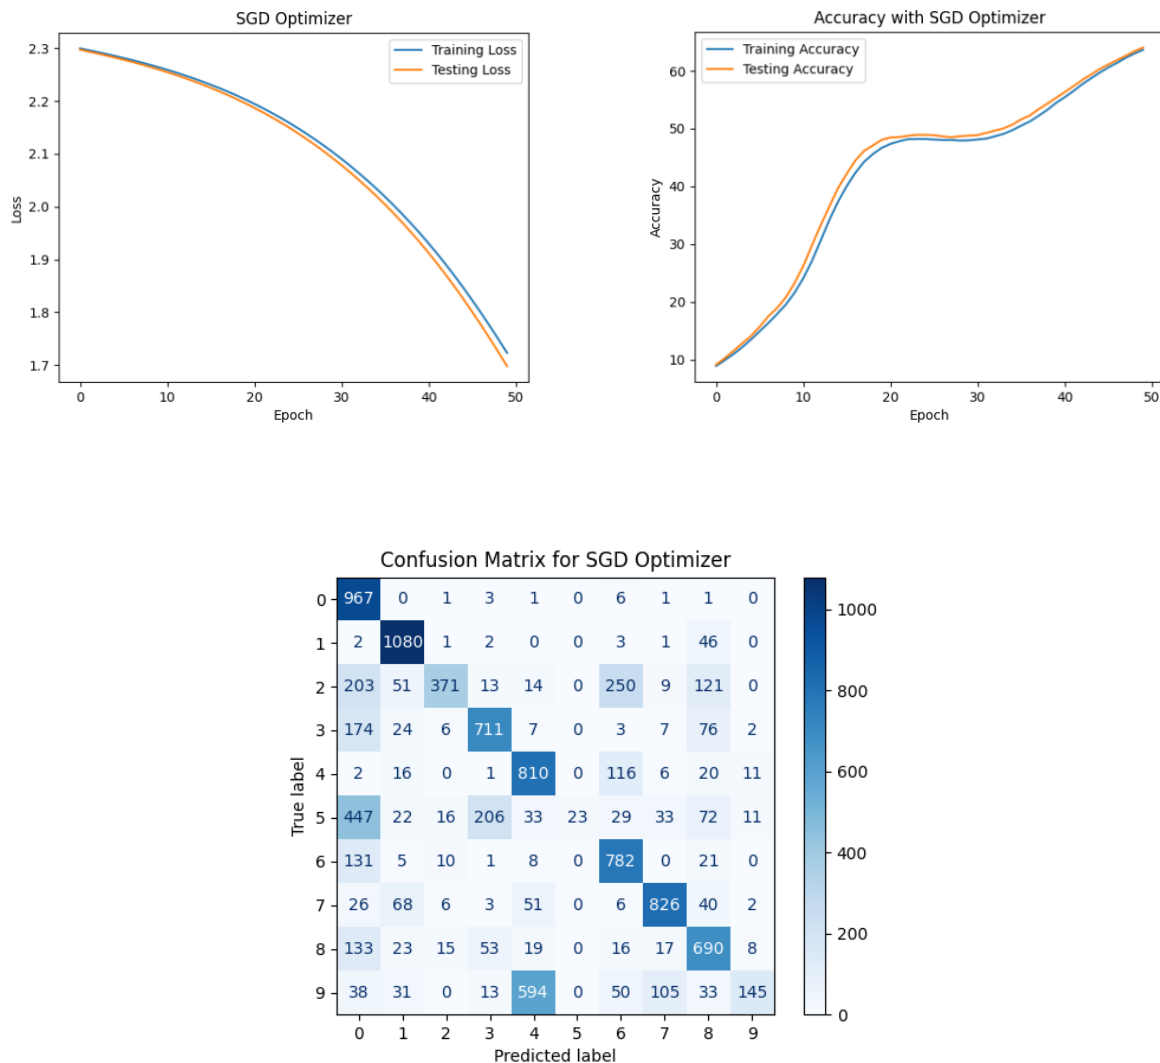 SGD Optimizer
Training Loss
Testing Loss
2.3
2.2
2.1
2.0
1.9
1.8
1.7
Loss
0 10 20 30 40 50
Epoch
Accuracy with SGD Optimizer
Training Accuracy
Testing Accuracy
60
50
40
30
20
10
Accuracy
0 10 20 30 40 50
Epoch
Confusion Matrix for SGD Optimizer
True label
0 967 0 1 3 1 0 6 1 1 0
1 2 1080 1 2 0 0 3 1 46 0
2 203 51 371 13 14 0 250 9 121 0
3 174 24 6 711 7 0 3 7 76 2
4 2 16 0 1 810 0 116 6 20 11
5 447 22 16 206 33 23 29 33 72 11
6 131 5 10 1 8 0 782 0 21 0
7 26 68 6 3 51 0 6 826 40 2
8 133 23 15 53 19 0 16 17 690 8
9 38 31 0 13 594 0 50 105 33 145
0 1 2 3 4 5 6 7 8 9
Predicted label
1000
800
600
400
200
0